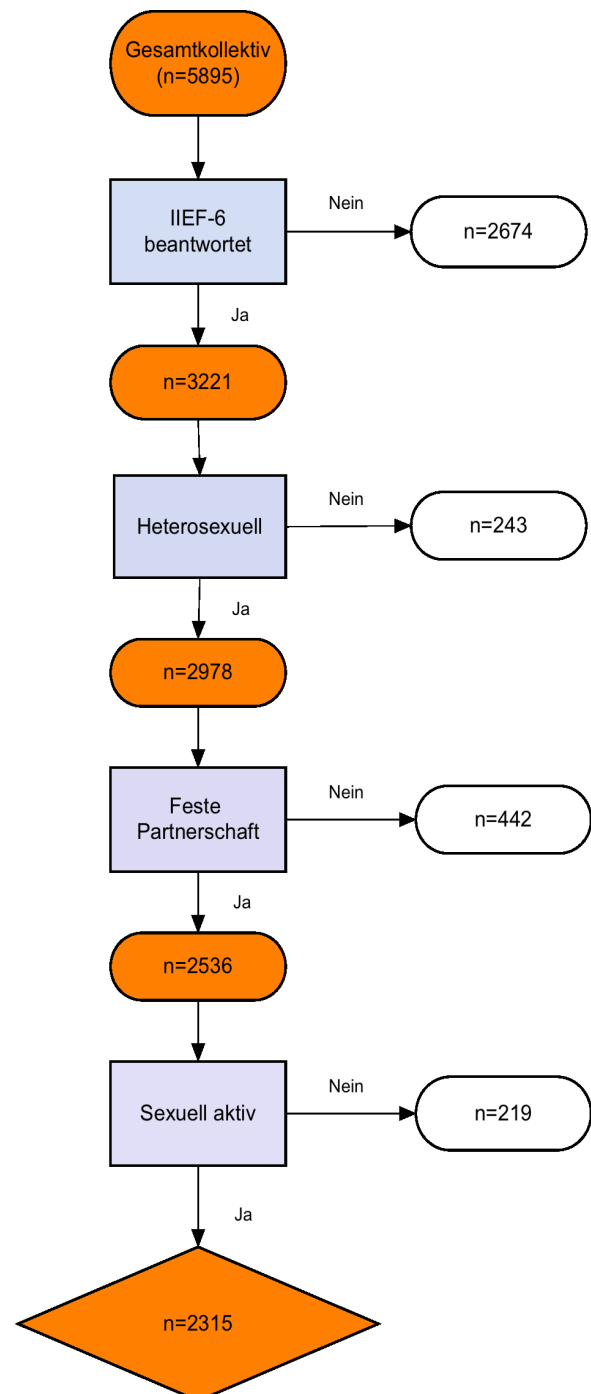 Gesamtkollektiv
(n=5895)
IIEF-6
beantwortet
Nein
n=2674
Ja
n=3221
Heterosexuell
Nein
n=243
Ja
n=2978
Feste
Partnerschaft
Nein
n=442
Ja
n=2536
Sexuell aktiv
Nein
n=219
Ja
n=2315